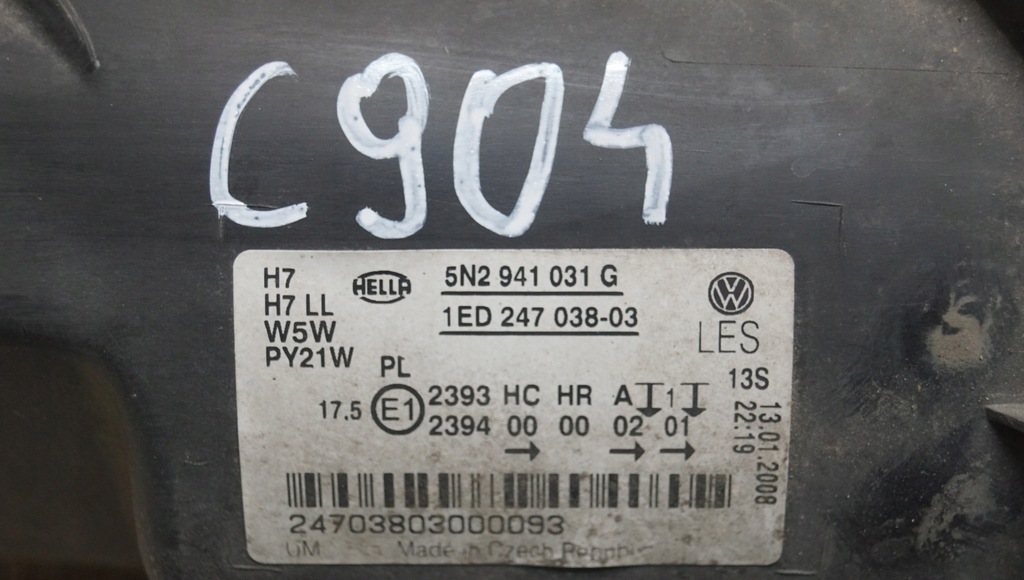 C904
H7
H7 LL
W5W
PY21W
HELLA
5N2 941 031 G
1ED 247 038-03
LES
PL
17.5 E1
2393 HC HR A 1
2394 00 00 02 01
13S
13.01.2008
22:19
24703803000093
Made in Czech Republic